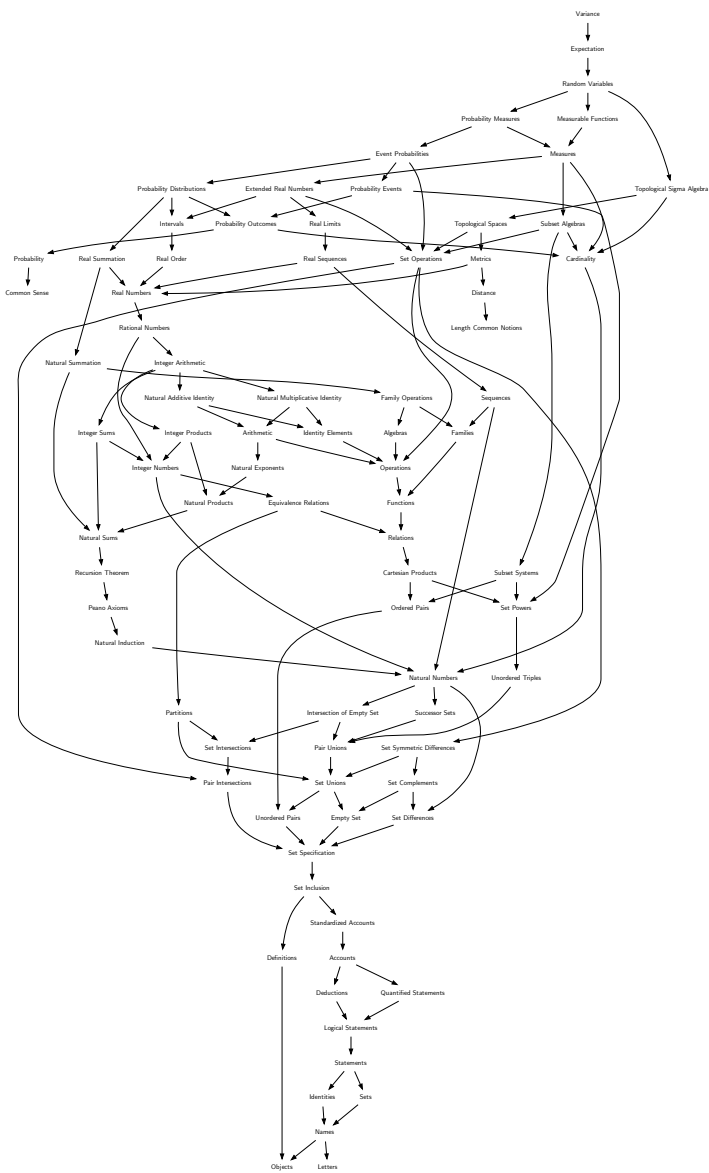 Variance
Expectation
Random Variables
Probability Measures
Measurable Functions
Event Probabilities
Measures
Probability Distributions
Extended Real Numbers
Probability Events
Topological Sigma Algebra
Intervals
Probability Outcomes
Real Limits
Topological Spaces
Subset Algebras
Probability
Real Summation
Real Order
Real Sequences
Set Operations
Metrics
Cardinality
Common Sense
Real Numbers
Distance
Rational Numbers
Length Common Notions
Natural Summation
Integer Arithmetic
Natural Additive Identity
Natural Multiplicative Identity
Family Operations
Sequences
Integer Sums
Integer Products
Arithmetic
Identity Elements
Algebras
Families
Integer Numbers
Natural Exponents
Operations
Natural Products
Equivalence Relations
Functions
Natural Sums
Relations
Recursion Theorem
Cartesian Products
Subset Systems
Peano Axioms
Ordered Pairs
Set Powers
Natural Induction
Natural Numbers
Unordered Triples
Partitions
Intersection of Empty Set
Successor Sets
Set Intersections
Pair Unions
Set Symmetric Differences
Pair Intersections
Set Unions
Set Complements
Unordered Pairs
Empty Set
Set Differences
Set Specification
Set Inclusion
Standardized Accounts
Definitions
Accounts
Deductions
Quantified Statements
Logical Statements
Statements
Identities
Sets
Names
Objects
Letters